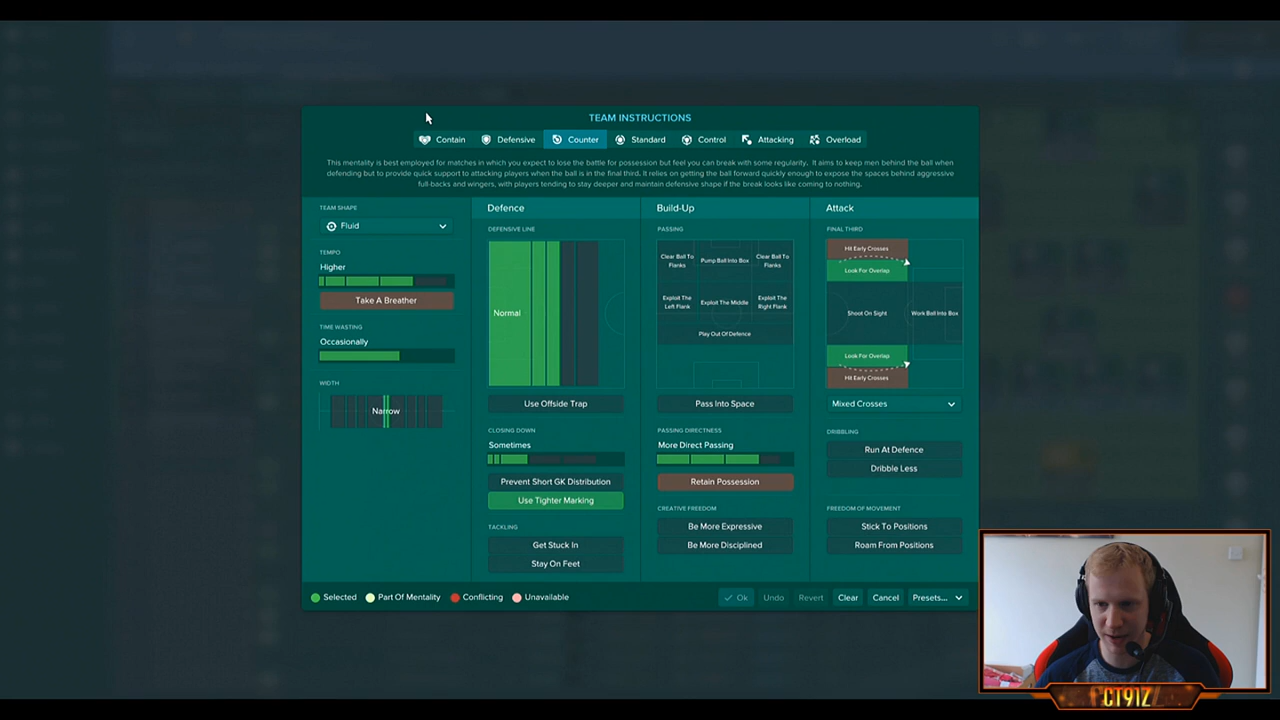 TEAM INSTRUCTIONS
Contain Defensive Counter Standard Control Attacking Overload
This mentality is best employed for matches in which you expect to lose the battle for possession but feel you can break with some regularity. It aims to keep men behind the ball when
defending but to provide quick support to attacking players when the ball is in the final third. It relies on getting the ball forward quickly enough to expose the spaces behind aggressive
full-backs and wingers, with players tending to stay deeper and maintain defensive shape if the break looks like coming to nothing.
TEAM SHAPE
Fluid
TEMPO
Higher
Take A Breather
TIME WASTING
Occasionally
WIDTH
Narrow
Defence
DEFENSIVE LINE
Normal
Use Offside Trap
CLOSING DOWN
Sometimes
Prevent Short GK Distribution
Use Tighter Marking
TACKLING
Get Stuck In
Stay On Feet
Build-Up
PASSING
Clear Ball To
Flanks
Pump Ball Into Box
Clear Ball To
Flanks
Exploit The
Left Flank
Exploit The Middle
Exploit The
Right Flank
Play Out Of Defence
Pass Into Space
PASSING DIRECTNESS
More Direct Passing
Retain Possession
CREATIVE FREEDOM
Be More Expressive
Be More Disciplined
Attack
FINAL THIRD
Hit Early Crosses
Look For Overlap
Shoot On Sight
Work Ball Into Box
Look For Overlap
Hit Early Crosses
Mixed Crosses
DRIBBLING
Run At Defence
Dribble Less
FREEDOM OF MOVEMENT
Stick To Positions
Roam From Positions
Selected Part Of Mentality Conflicting Unavailable
Ok Undo Revert Clear Cancel Presets...
CT91Z